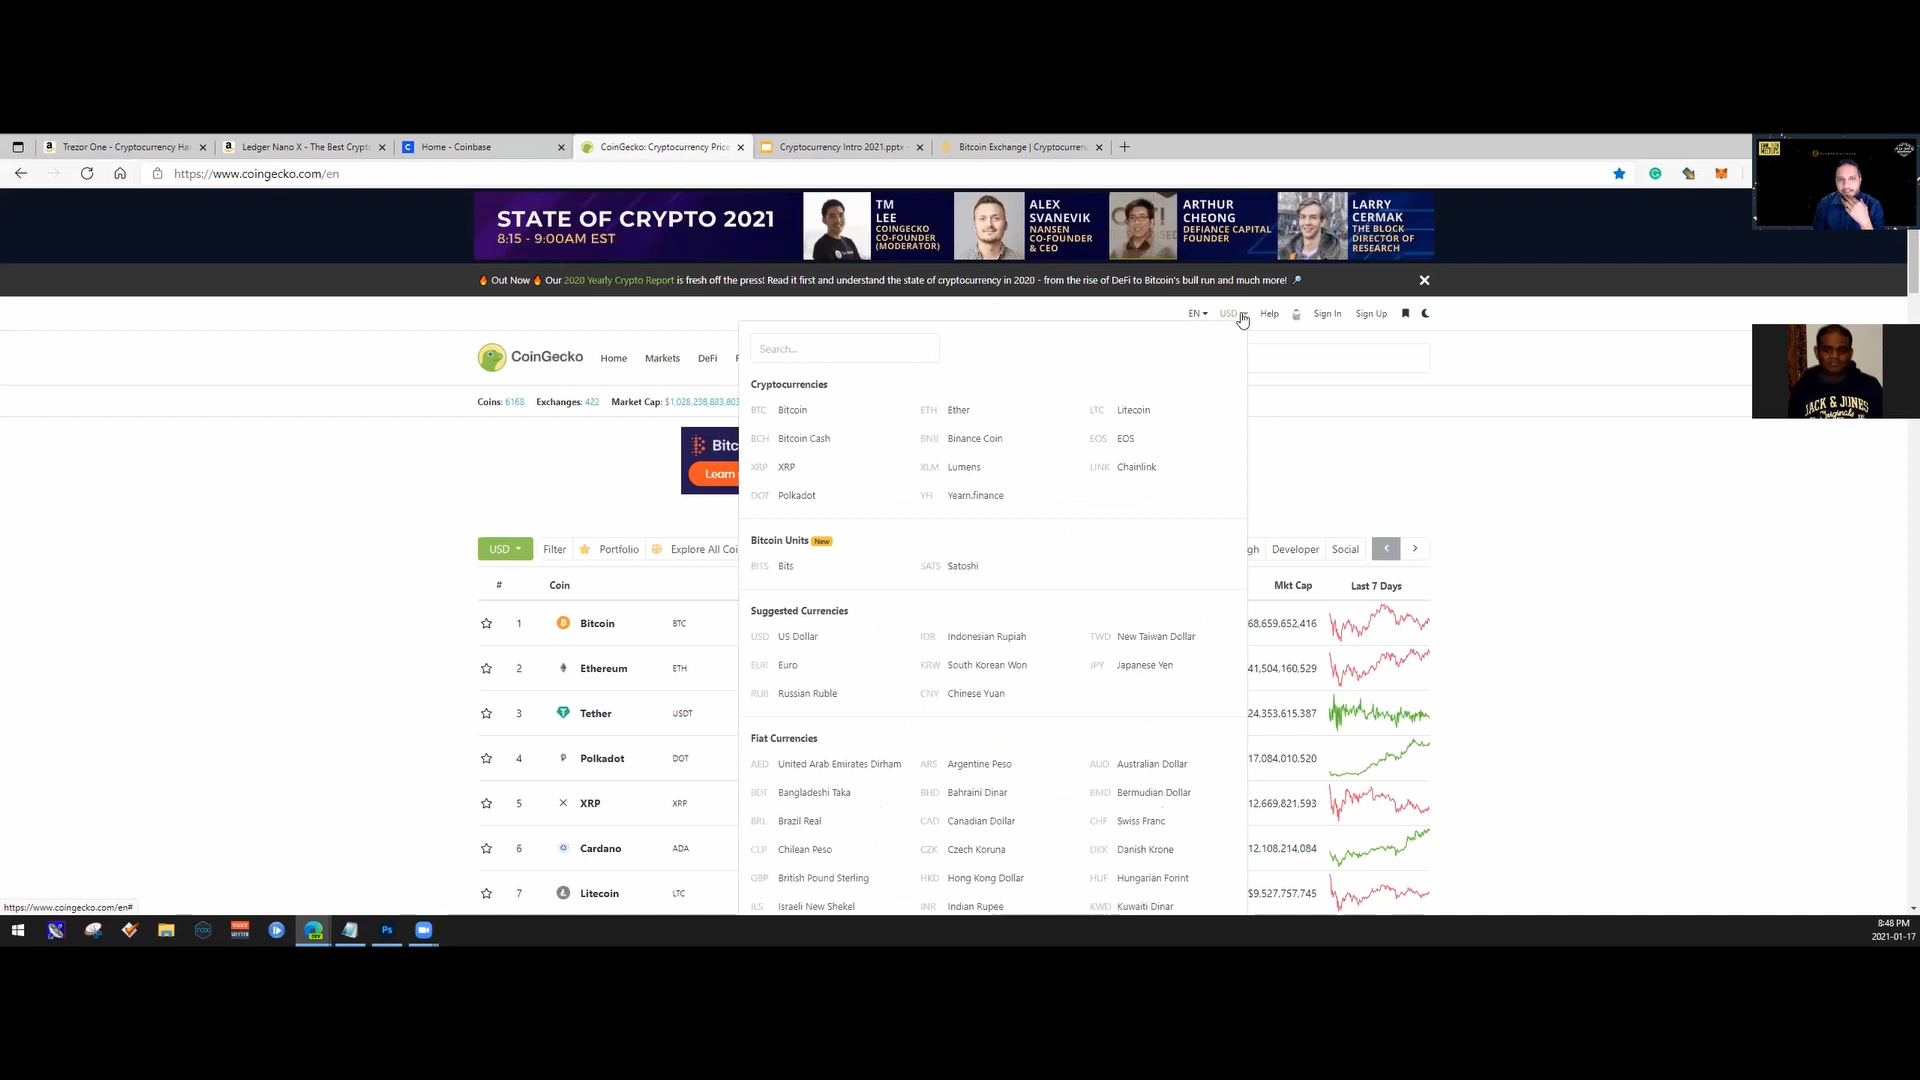 Trezor One - Cryptocurrency Ha
Ledger Nano X - The Best Crypto
Home - Coinbase
CoinGecko: Cryptocurrency Price
Cryptocurrency Intro 2021.pptx -
Bitcoin Exchange | Cryptocurren
https://www.coingecko.com/en
STATE OF CRYPTO 2021
8:15 - 9:00AM EST
TM
LEE
COINGECKO
CO-FOUNDER
(MODERATOR)
ALEX
SVANEVIK
NANSEN
CO-FOUNDER
& CEO
ARTHUR
CHEONG
DEFIANCE CAPITAL
FOUNDER
LARRY
CERMAK
THE BLOCK
DIRECTOR OF
RESEARCH
Out Now Our 2020 Yearly Crypto Report is fresh off the press! Read it first and understand the state of cryptocurrency in 2020 - from the rise of DeFi to Bitcoin's bull run and much more!
EN USD Help Sign In Sign Up
CoinGecko Home Markets DeFi
Search...
Coins: 6168 Exchanges: 422 Market Cap: $1,028,238,883,803
Cryptocurrencies
BTC Bitcoin ETH Ether LTC Litecoin
BCH Bitcoin Cash BNB Binance Coin EOS EOS
XRP XRP XLM Lumens LINK Chainlink
DOT Polkadot YFI Yearn.finance
Bitc
Learn
Bitcoin Units New
BITS Bits SATS Satoshi
USD Filter Portfolio Explore All Coi
gh Developer Social
Suggested Currencies
USD US Dollar IDR Indonesian Rupiah TWD New Taiwan Dollar
EUR Euro KRW South Korean Won JPY Japanese Yen
RUB Russian Ruble CNY Chinese Yuan
Fiat Currencies
AED United Arab Emirates Dirham ARS Argentine Peso AUD Australian Dollar
BDT Bangladeshi Taka BHD Bahraini Dinar BMD Bermudian Dollar
BRL Brazil Real CAD Canadian Dollar CHF Swiss Franc
CLP Chilean Peso CZK Czech Koruna DKK Danish Krone
GBP British Pound Sterling HKD Hong Kong Dollar HUF Hungarian Forint
ILS Israeli New Shekel INR Indian Rupee KWD Kuwaiti Dinar
# Coin Mkt Cap Last 7 Days
1 Bitcoin BTC 68,659,652,416
2 Ethereum ETH 41,504,160,529
3 Tether USDT 24,353,615,387
4 Polkadot DOT 17,084,010,520
5 XRP XRP 12,669,821,593
6 Cardano ADA 12,108,214,084
7 Litecoin LTC $9,527,757,745
https://www.coingecko.com/en#
JACK & JONES
Originals
Ps
8:48 PM
2021-01-17